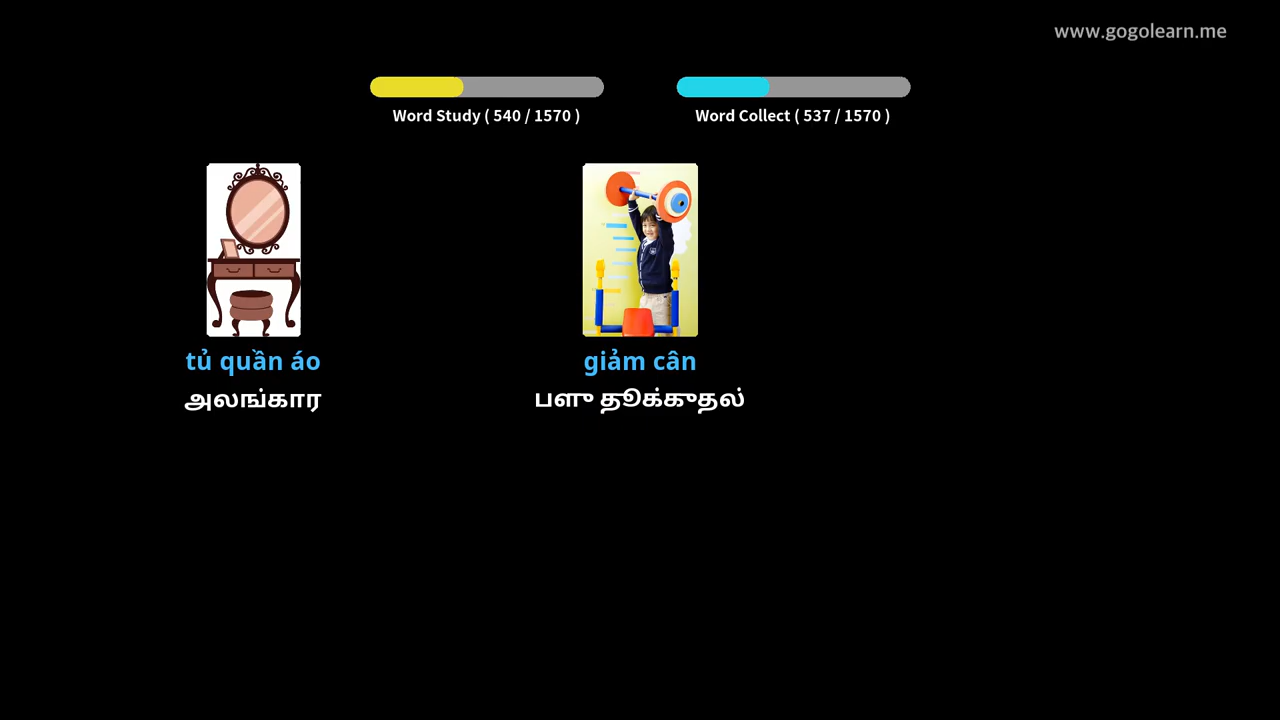 www.gogolearn.me
Word Study ( 540 / 1570 )
Word Collect ( 537 / 1570 )
tủ quần áo
அலங்கார
giảm cân
பளு தூக்குதல்